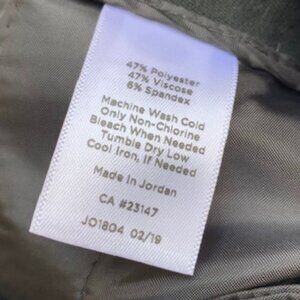 47% Polyester
47% Viscose
6% Spandex
Machine Wash Cold
Only Non-Chlorine
Bleach When Needed
Tumble Dry Low
Cool Iron, If Needed
Made In Jordan
CA #23147
JO1804 02/19